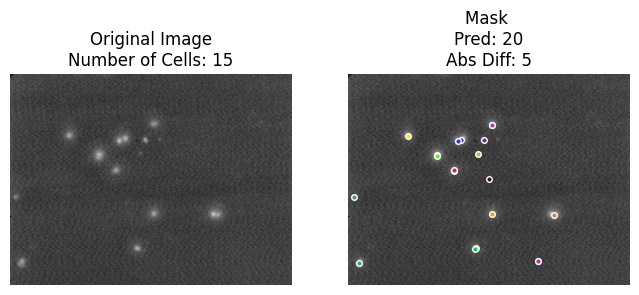 Original Image
Number of Cells: 15
Mask
Pred: 20
Abs Diff: 5